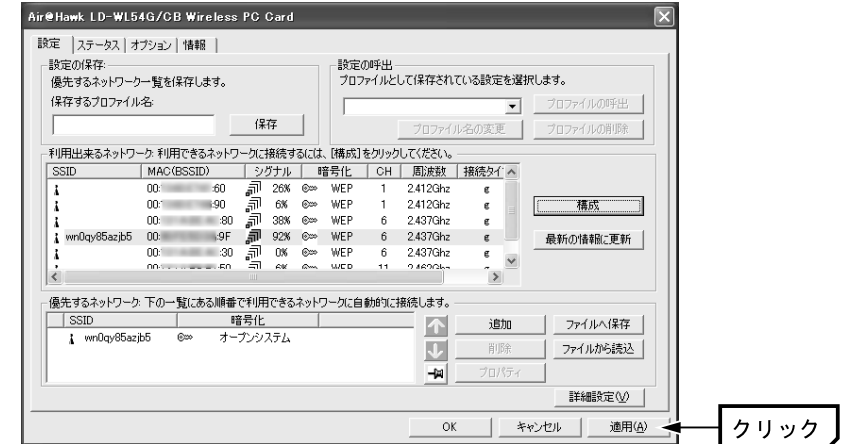 Air@Hawk LD-WL54G/CB Wireless PC Card
設定 ステータス オプション 情報
設定の保存:
優先するネットワーク一覧を保存します。
保存するプロファイル名:
保存
設定の呼出
プロファイルとして保存されている設定を選択します。
プロファイルの呼出
プロファイル名の変更 プロファイルの削除
利用出来るネットワーク: 利用できるネットワークに接続するには、[構成]をクリックしてください。
SSID MAC(BSSID) シグナル 暗号化 CH 周波数 接続タイ
00: :60 26% WEP 1 2.412Ghz g
00: :90 6% WEP 1 2.412Ghz g
00: :80 38% WEP 6 2.437Ghz g
wn0qy85azjb5 00: :9F 92% WEP 6 2.437Ghz g
00: :30 0% WEP 6 2.437Ghz g
00: :50 6% WEP 11 2.462Ghz g
構成
最新の情報に更新
優先するネットワーク: 下の一覧にある順番で利用できるネットワークに自動的に接続します。
SSID 暗号化
wn0qy85azjb5 オープンシステム
追加 ファイルへ保存
削除 ファイルから読込
プロパティ
詳細設定(V)
OK キャンセル 適用(A)
クリック